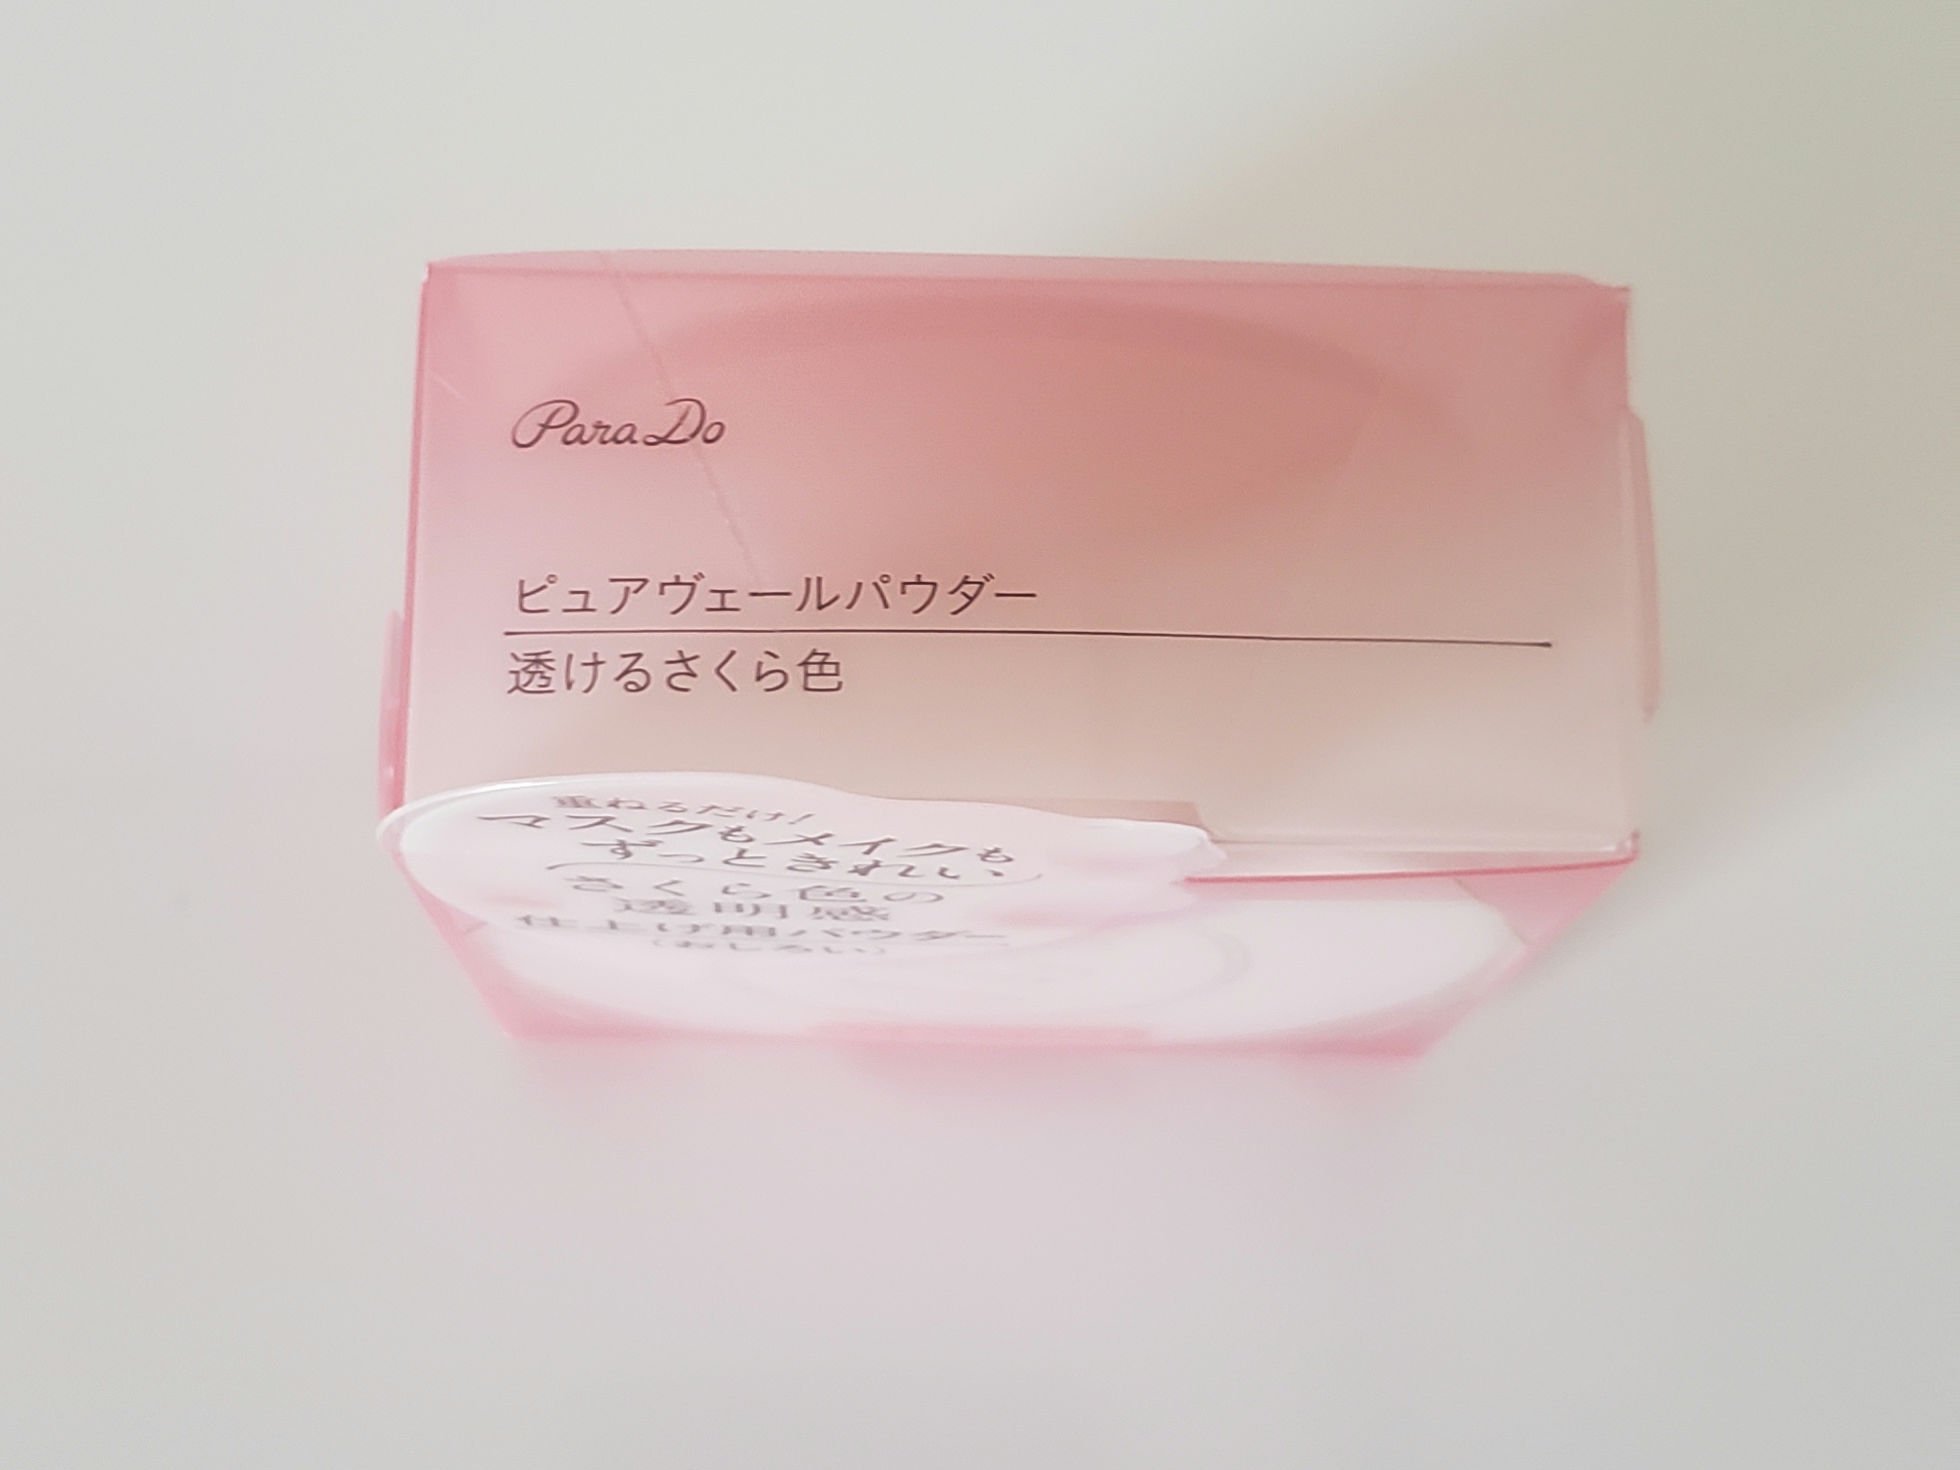 ParaDo
ピュアヴェールパウダー
透けるさくら色
重ねるだけ!
マスクもメイクも
ずっときれい
さくら色の
透明感
仕上げ用パウダー
(おしろい)